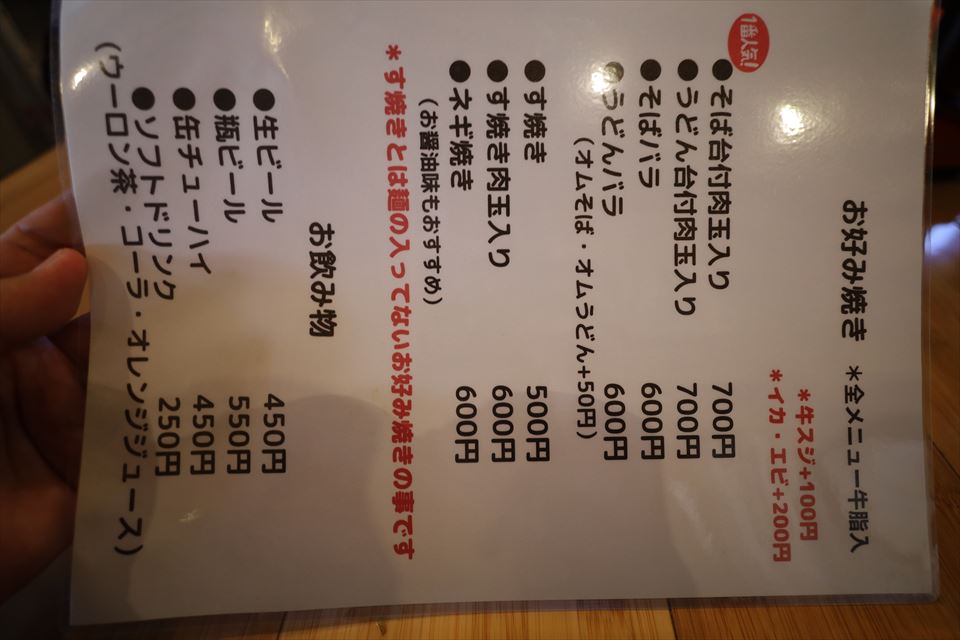 お好み焼き ＊全メニュー牛脂入
＊牛スジ+100円
＊イカ・エビ+200円
1番人気!
●そば台付肉玉入り 700円
●うどん台付肉玉入り 700円
●そばバラ 600円
●うどんバラ 600円
(オムそば・オムうどん+50円)
●す焼き 500円
●す焼き肉玉入り 600円
●ネギ焼き 600円
(お醤油味もおすすめ)
＊す焼きとは麺の入ってないお好み焼きの事です
お飲み物
●生ビール 450円
●瓶ビール 550円
●缶チューハイ 450円
●ソフトドリンク 250円
(ウーロン茶・コーラ・オレンジジュース)